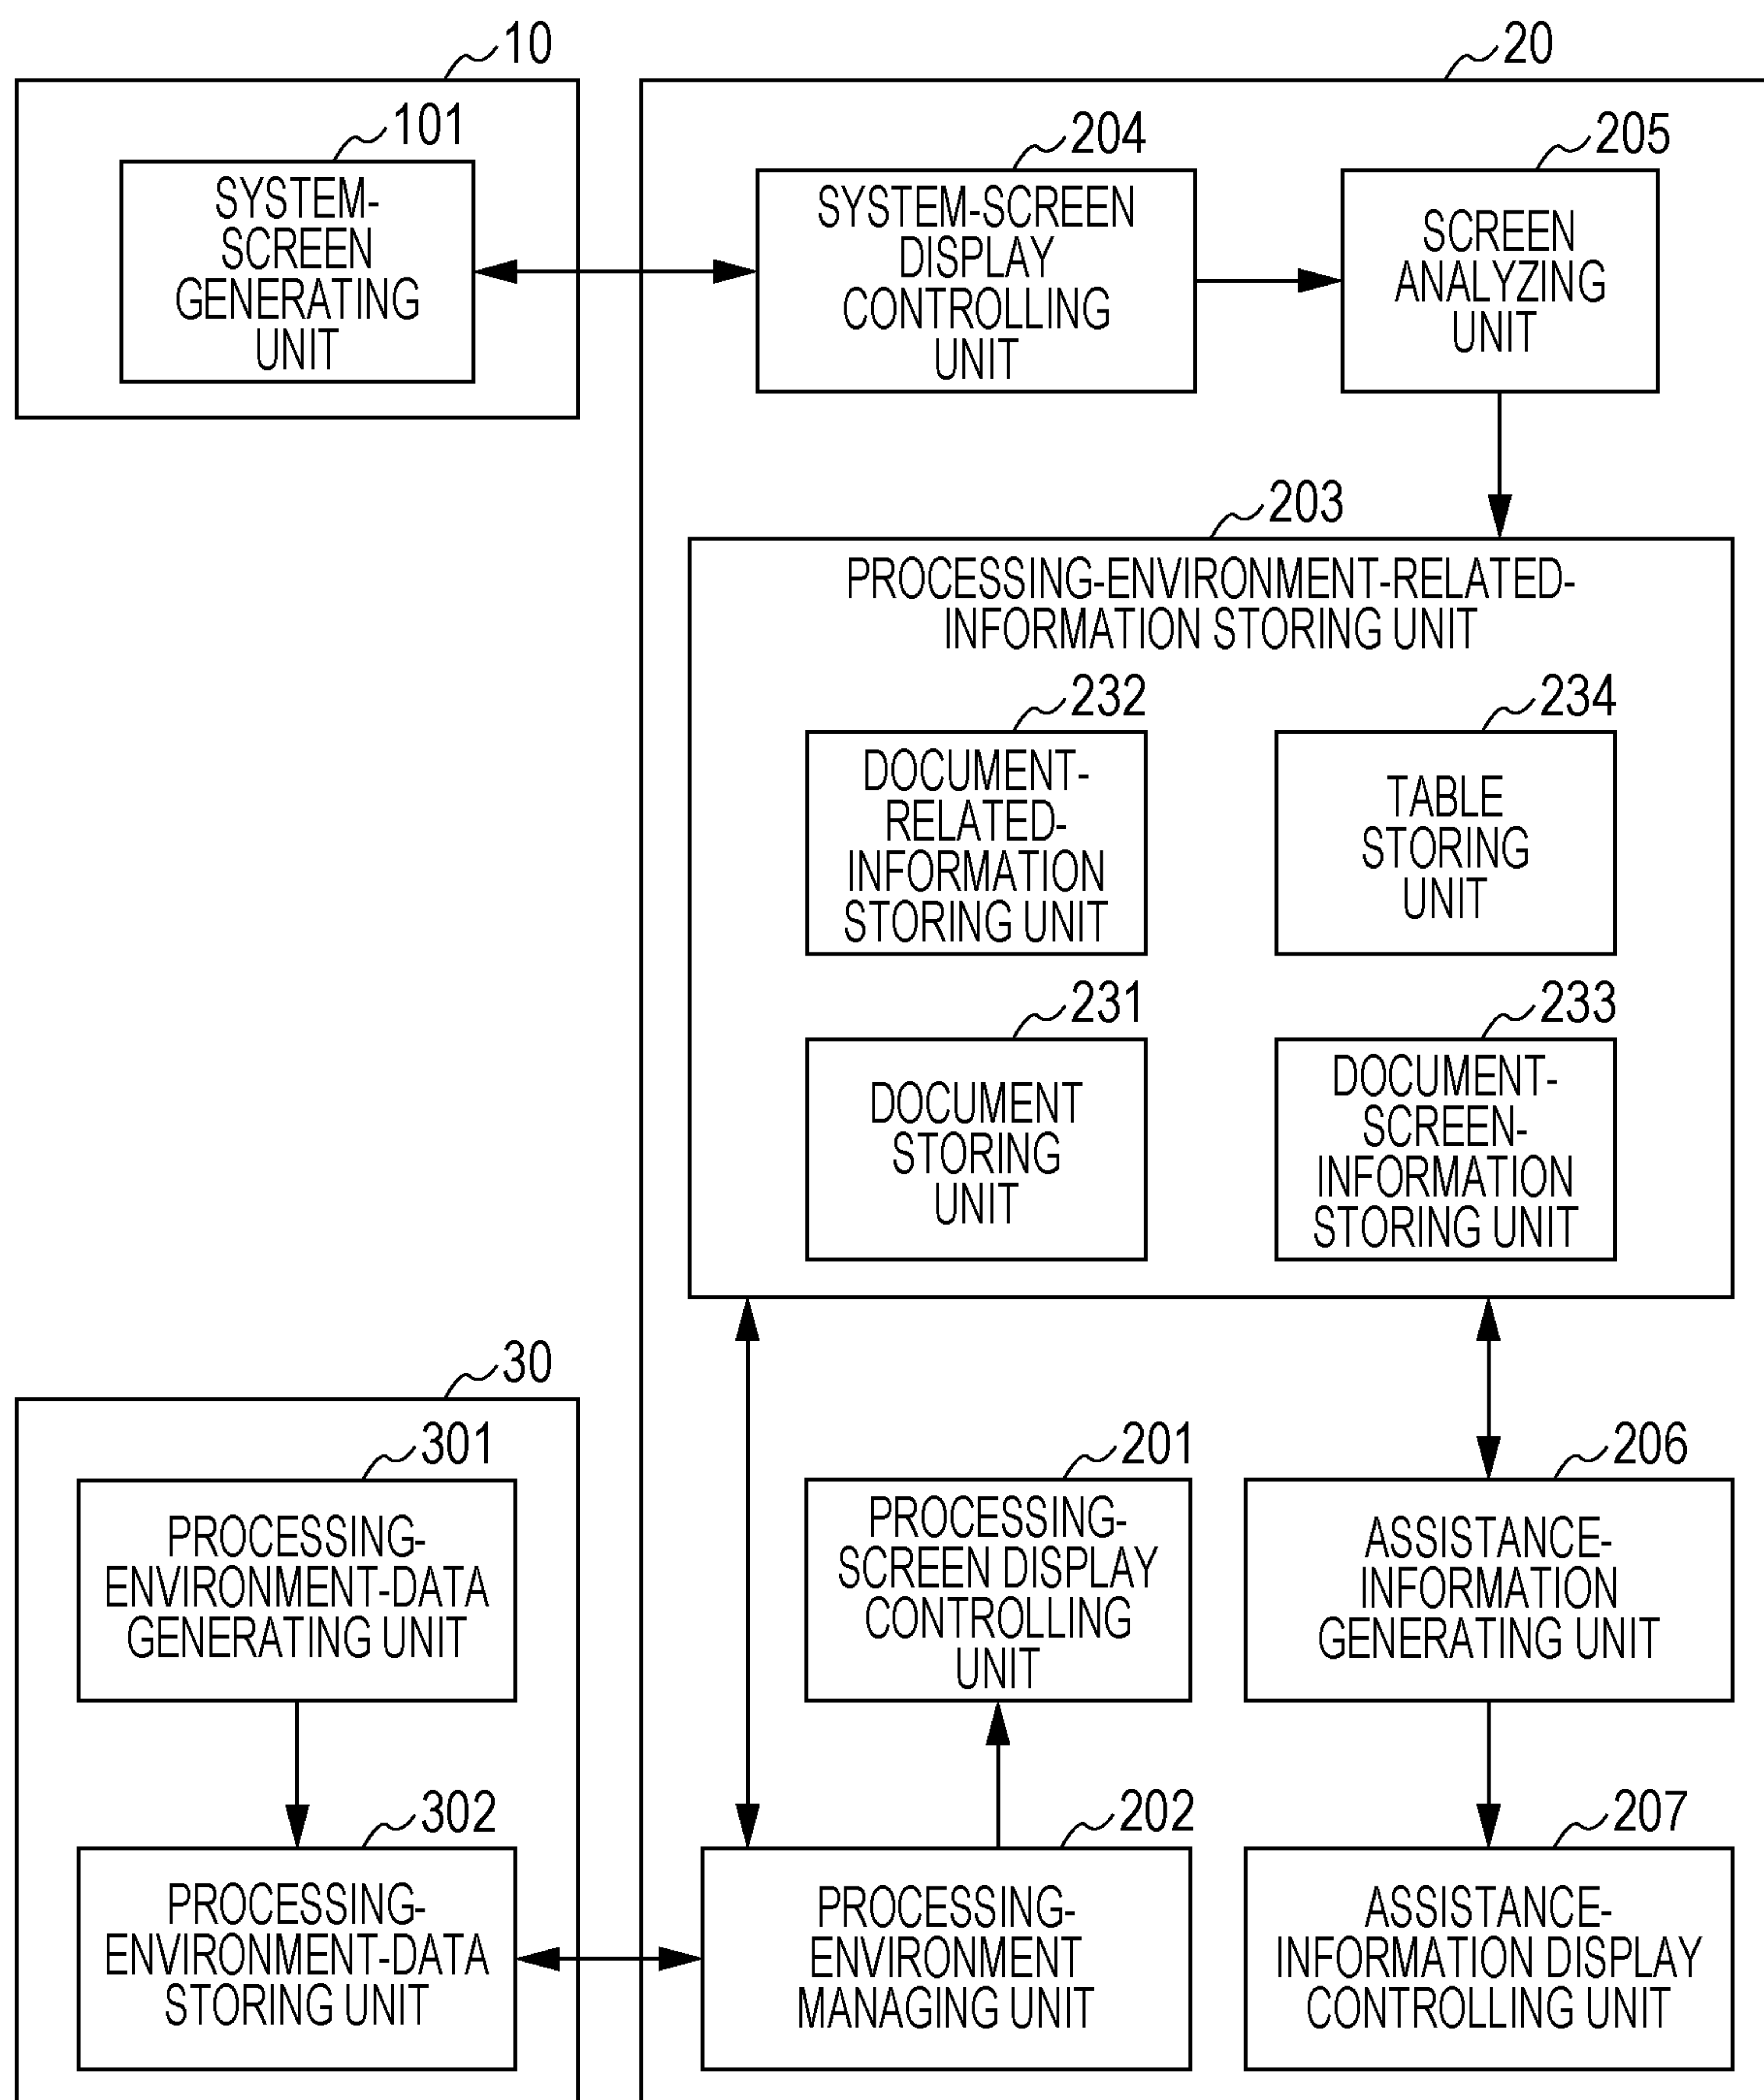 10
101
SYSTEM-
SCREEN
GENERATING
UNIT
20
204
SYSTEM-SCREEN
DISPLAY
CONTROLLING
UNIT
205
SCREEN
ANALYZING
UNIT
203
PROCESSING-ENVIRONMENT-RELATED-
INFORMATION STORING UNIT
232
DOCUMENT-
RELATED-
INFORMATION
STORING UNIT
234
TABLE
STORING
UNIT
231
DOCUMENT
STORING
UNIT
233
DOCUMENT-
SCREEN-
INFORMATION
STORING UNIT
30
301
PROCESSING-
ENVIRONMENT-DATA
GENERATING UNIT
302
PROCESSING-
ENVIRONMENT-DATA
STORING UNIT
201
PROCESSING-
SCREEN DISPLAY
CONTROLLING
UNIT
206
ASSISTANCE-
INFORMATION
GENERATING UNIT
202
PROCESSING-
ENVIRONMENT
MANAGING UNIT
207
ASSISTANCE-
INFORMATION DISPLAY
CONTROLLING UNIT